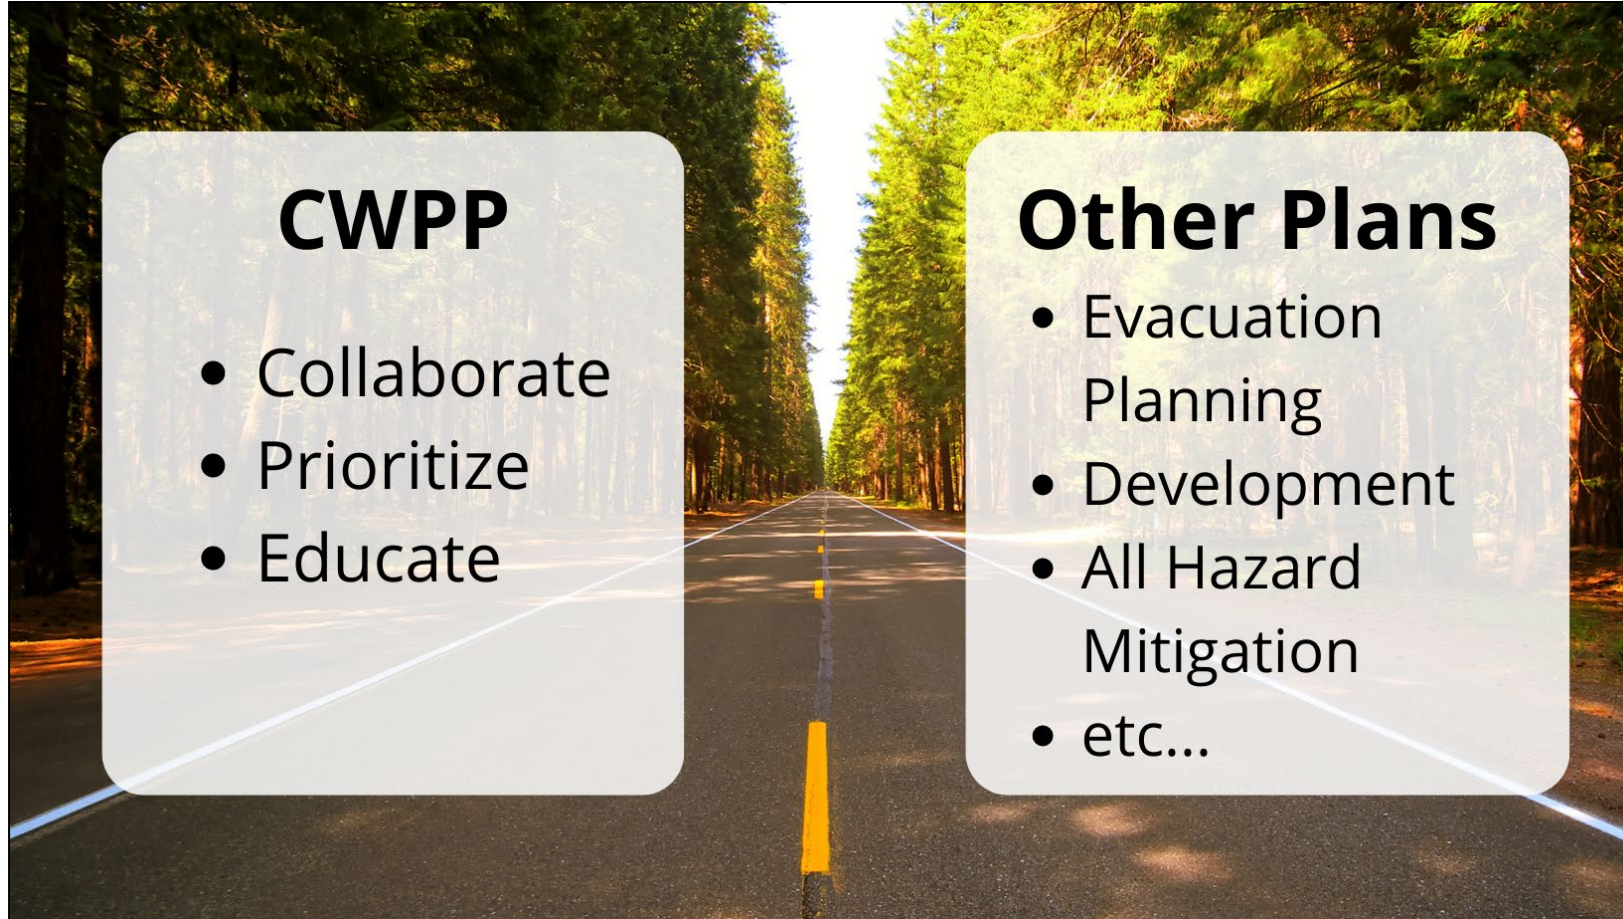 CWPP
• Collaborate
• Prioritize
• Educate
Other Plans
• Evacuation
Planning
• Development
• All Hazard
Mitigation
• etc...